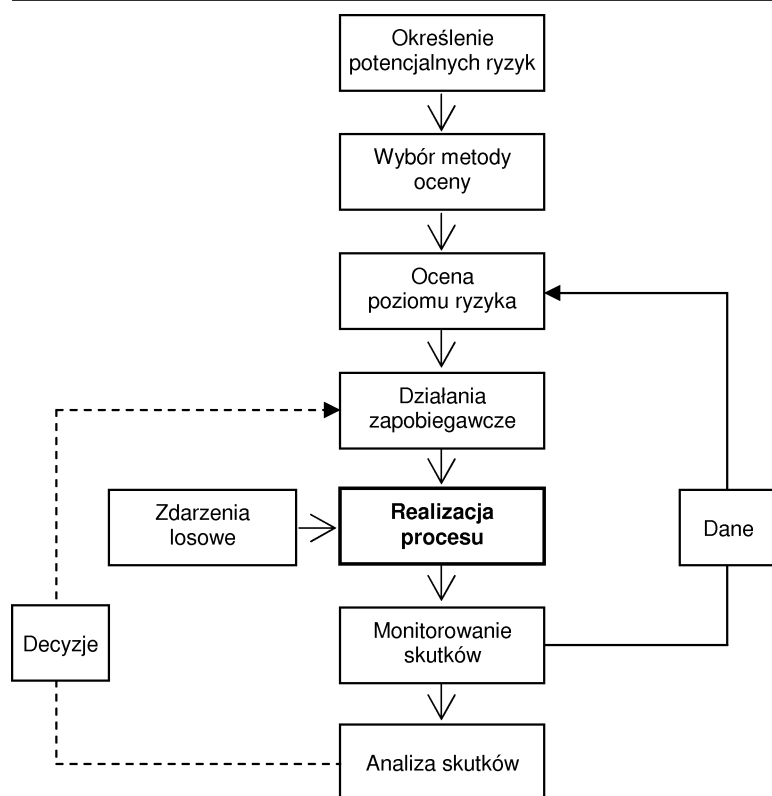 Określenie
potencjalnych ryzyk
Wybór metody
oceny
Ocena
poziomu ryzyka
Działania
zapobiegawcze
Zdarzenia
losowe
Realizacja
procesu
Dane
Decyzje
Monitorowanie
skutków
Analiza skutków